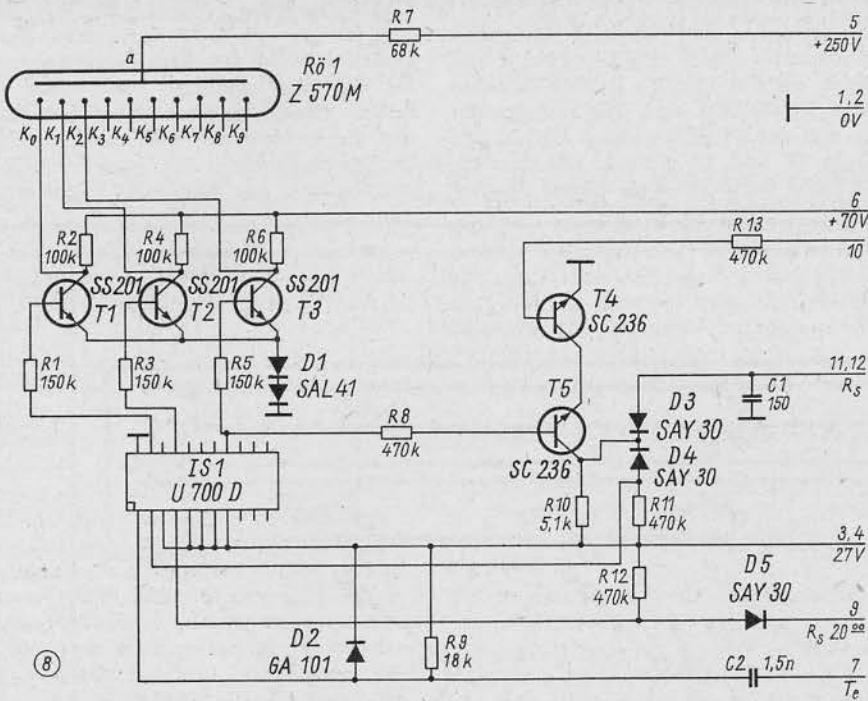 R7
68k
5
+250V
a
Rö 1
Z 570 M
1,2
0V
K0 K1 K2 K3 K4 K5 K6 K7 K8 K9
6
+70V
R2
100k
R4
100k
R6
100k
R13
470k
10
SS201
T1
SS201
T2
SS201
T3
T4
SC 236
R1
150k
R3
150k
R5
150k
D1
SAL 41
11,12
Rs
C1
150
T5
SC 236
D3
SAY 30
D4
SAY 30
R8
470k
IS1
U 700 D
R10
5,1k
R11
470k
3,4
27V
R12
470k
D5
SAY 30
9
Rs 20⁰⁰
D2
GA 101
R9
18k
C2 1,5n
7
Te
8